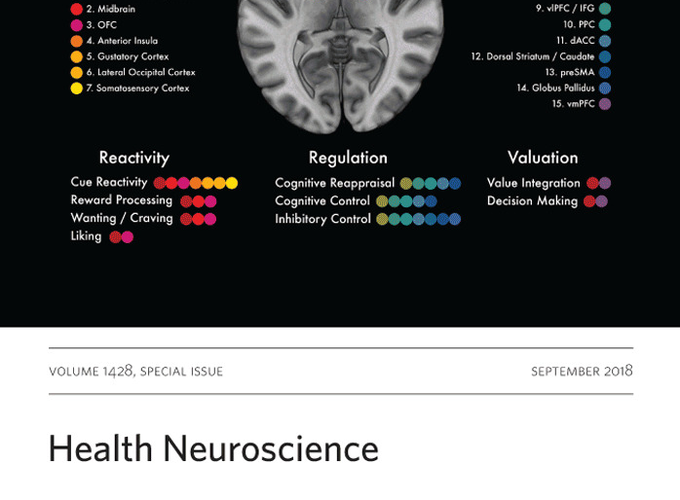 2. Midbrain
3. OFC
4. Anterior Insula
5. Gustatory Cortex
6. Lateral Occipital Cortex
7. Somatosensory Cortex
9. vlPFC / IFG
10. PPC
11. dACC
12. Dorsal Striatum / Caudate
13. preSMA
14. Globus Pallidus
15. vmPFC
Reactivity
Cue Reactivity
Reward Processing
Wanting / Craving
Liking
Regulation
Cognitive Reappraisal
Cognitive Control
Inhibitory Control
Valuation
Value Integration
Decision Making
VOLUME 1428, SPECIAL ISSUE
SEPTEMBER 2018
Health Neuroscience